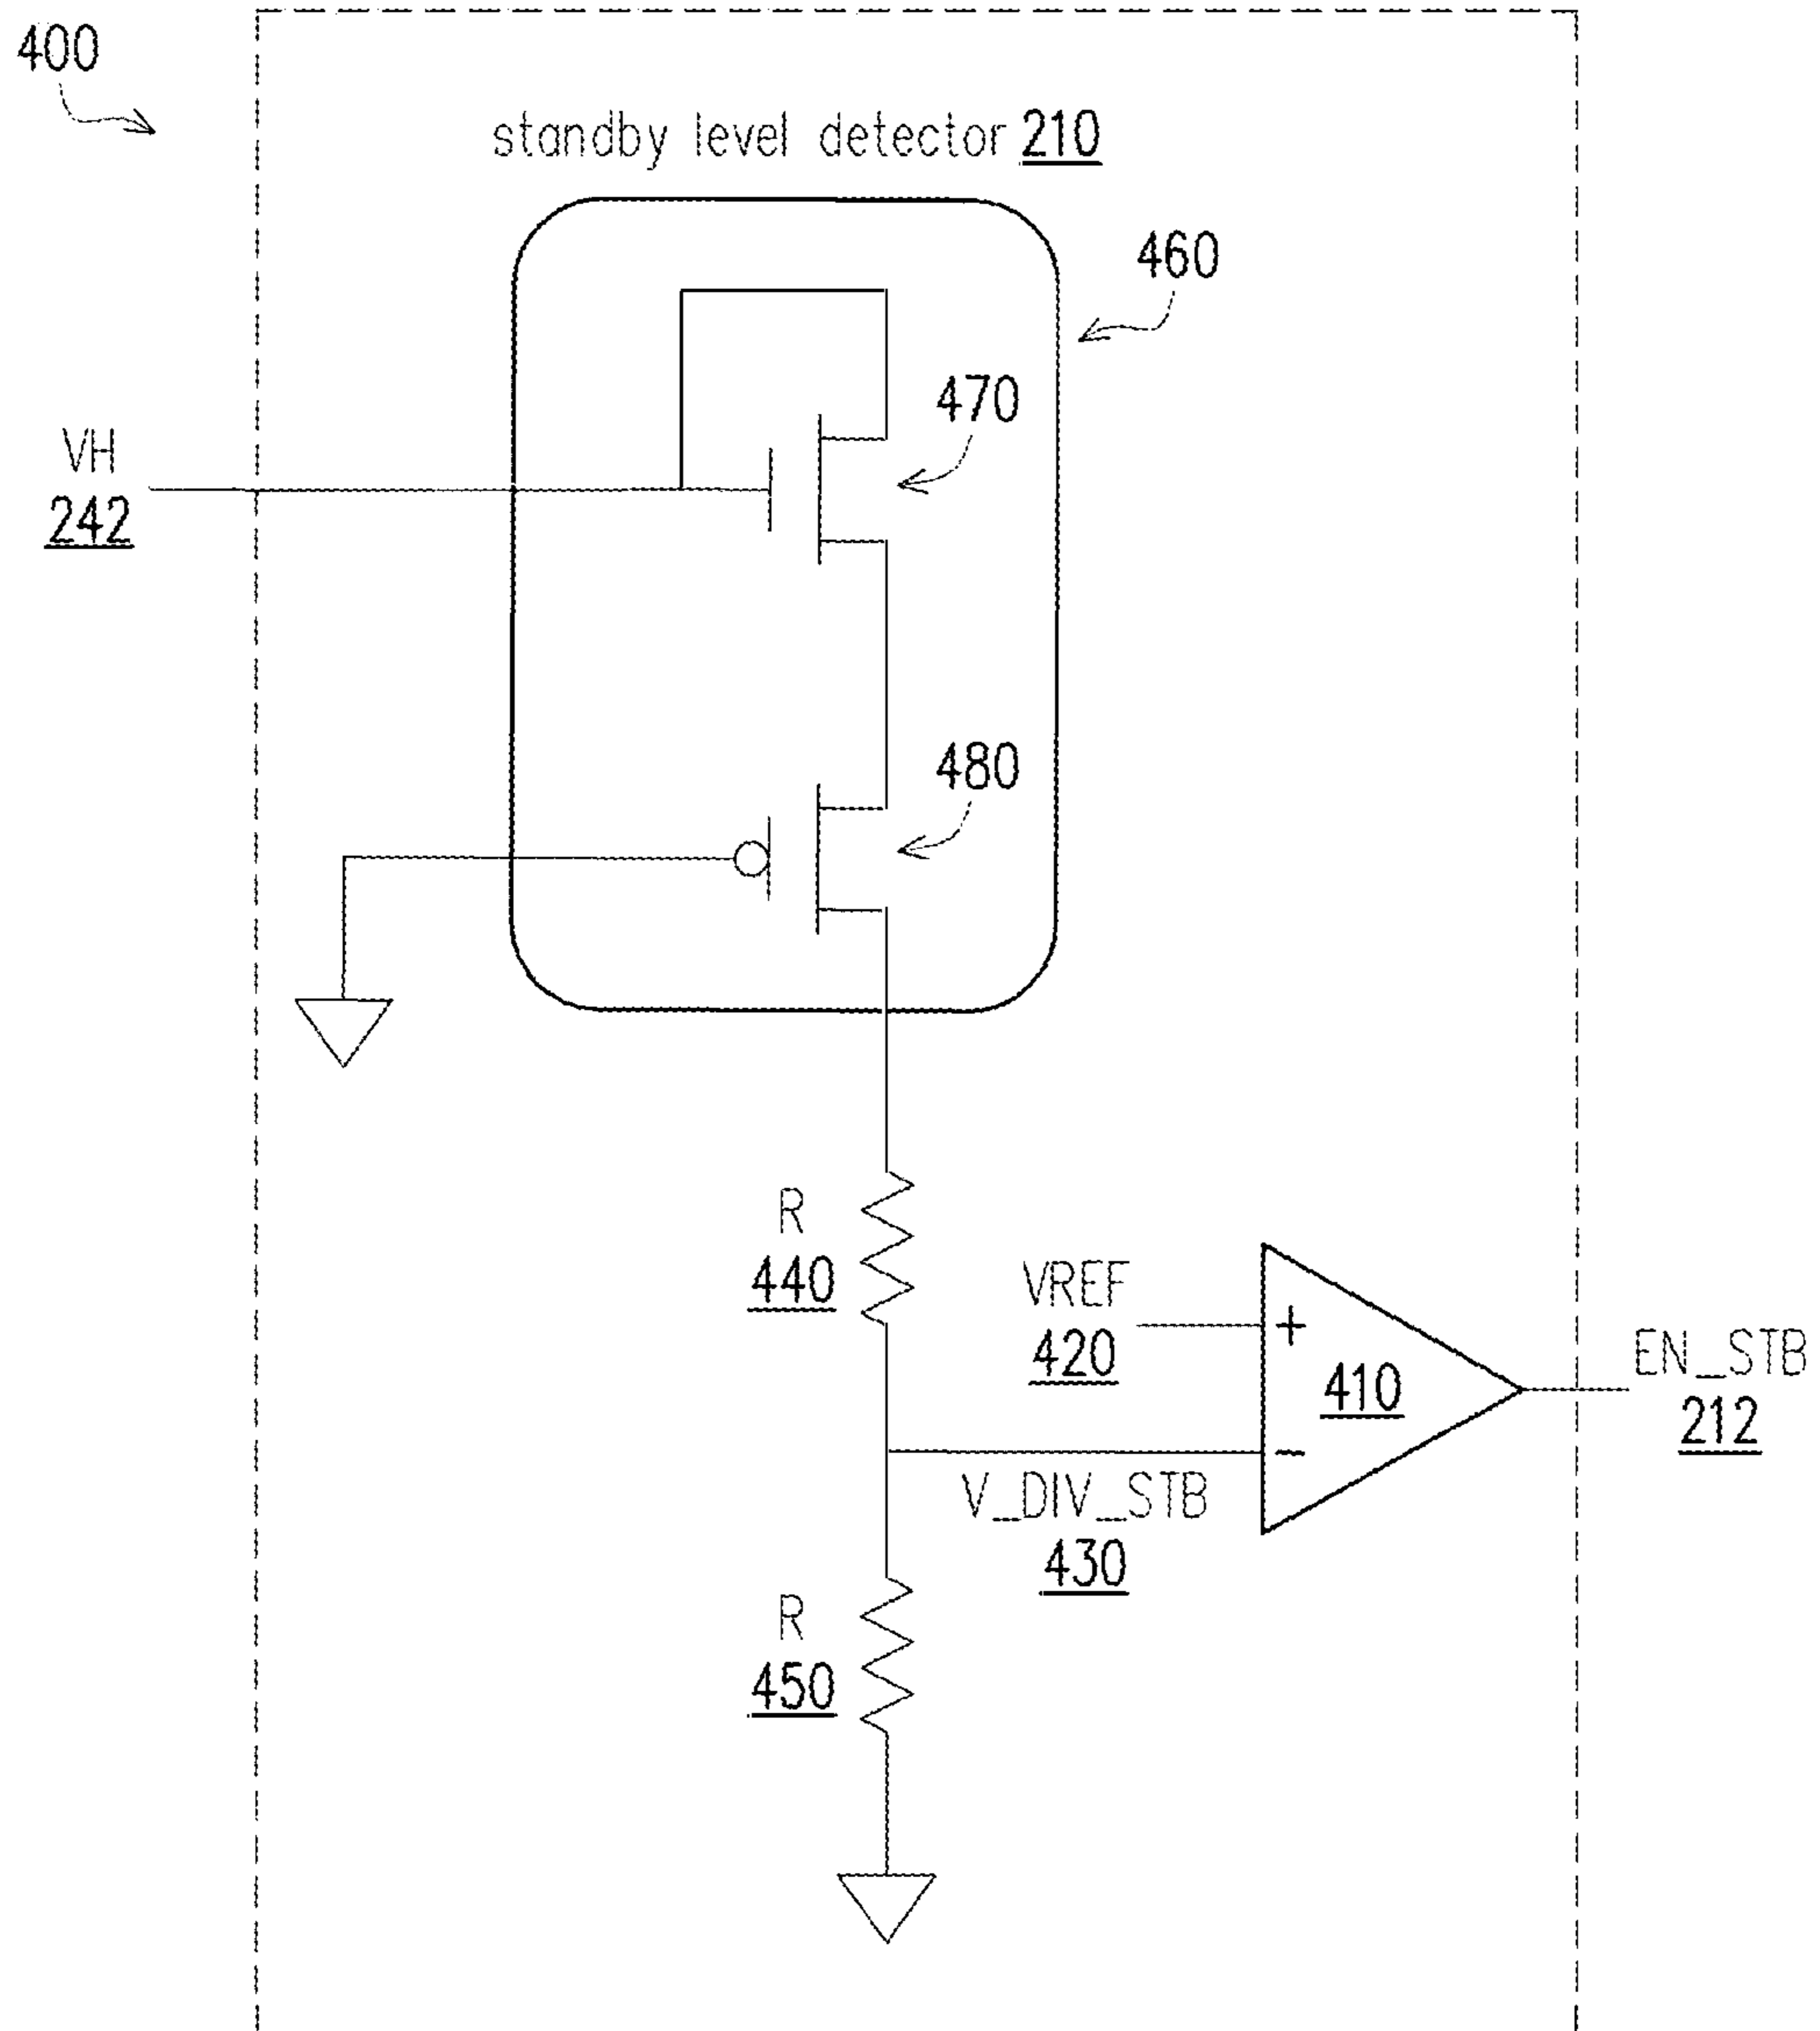 400
standby level detector 210
460
470
VH
242
480
R
440
VREF
420
+
410
EN_STB
212
-
V_DIV_STB
430
R
450